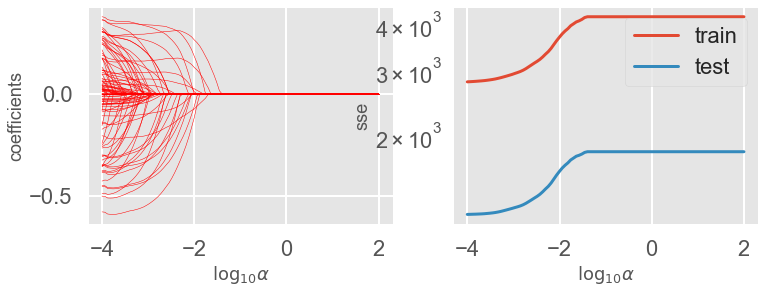 coefficients
0.0
−0.5
−4
−2
0
2
log₁₀α
sse
4 × 10³
3 × 10³
2 × 10³
train
test
−4
−2
0
2
log₁₀α